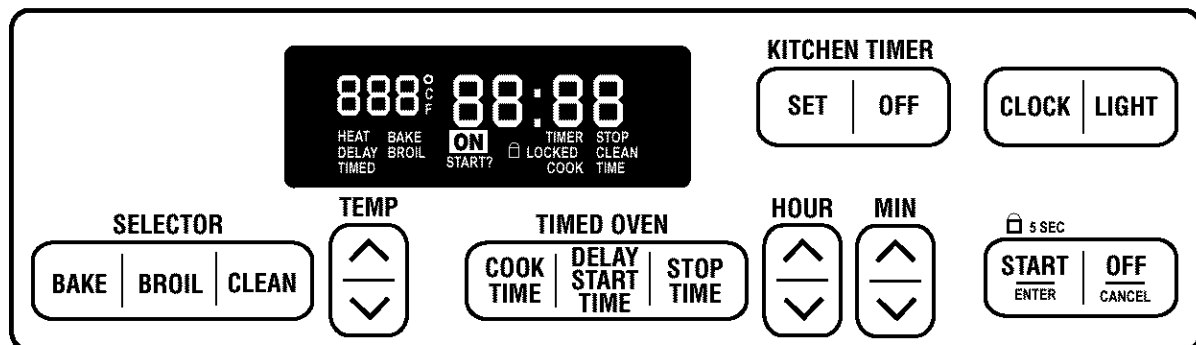 KITCHEN TIMER
SET OFF
CLOCK LIGHT
888°CF 88:88
HEAT BAKE ON TIMER STOP
DELAY BROIL START? LOCKED CLEAN
TIMED COOK TIME
SELECTOR
BAKE BROIL CLEAN
TEMP
TIMED OVEN
COOK TIME
DELAY START TIME
STOP TIME
HOUR MIN
5 SEC
START
ENTER
OFF
CANCEL